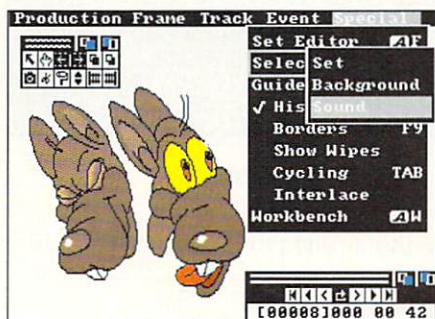 Production Frame Track Event Special
Set Editor AF
Selec
Set
Background
Sound
Guide
✓ His
Borders F9
Show Wipes
Cycling TAB
Interlace
Workbench AW
[00008]000 00 42